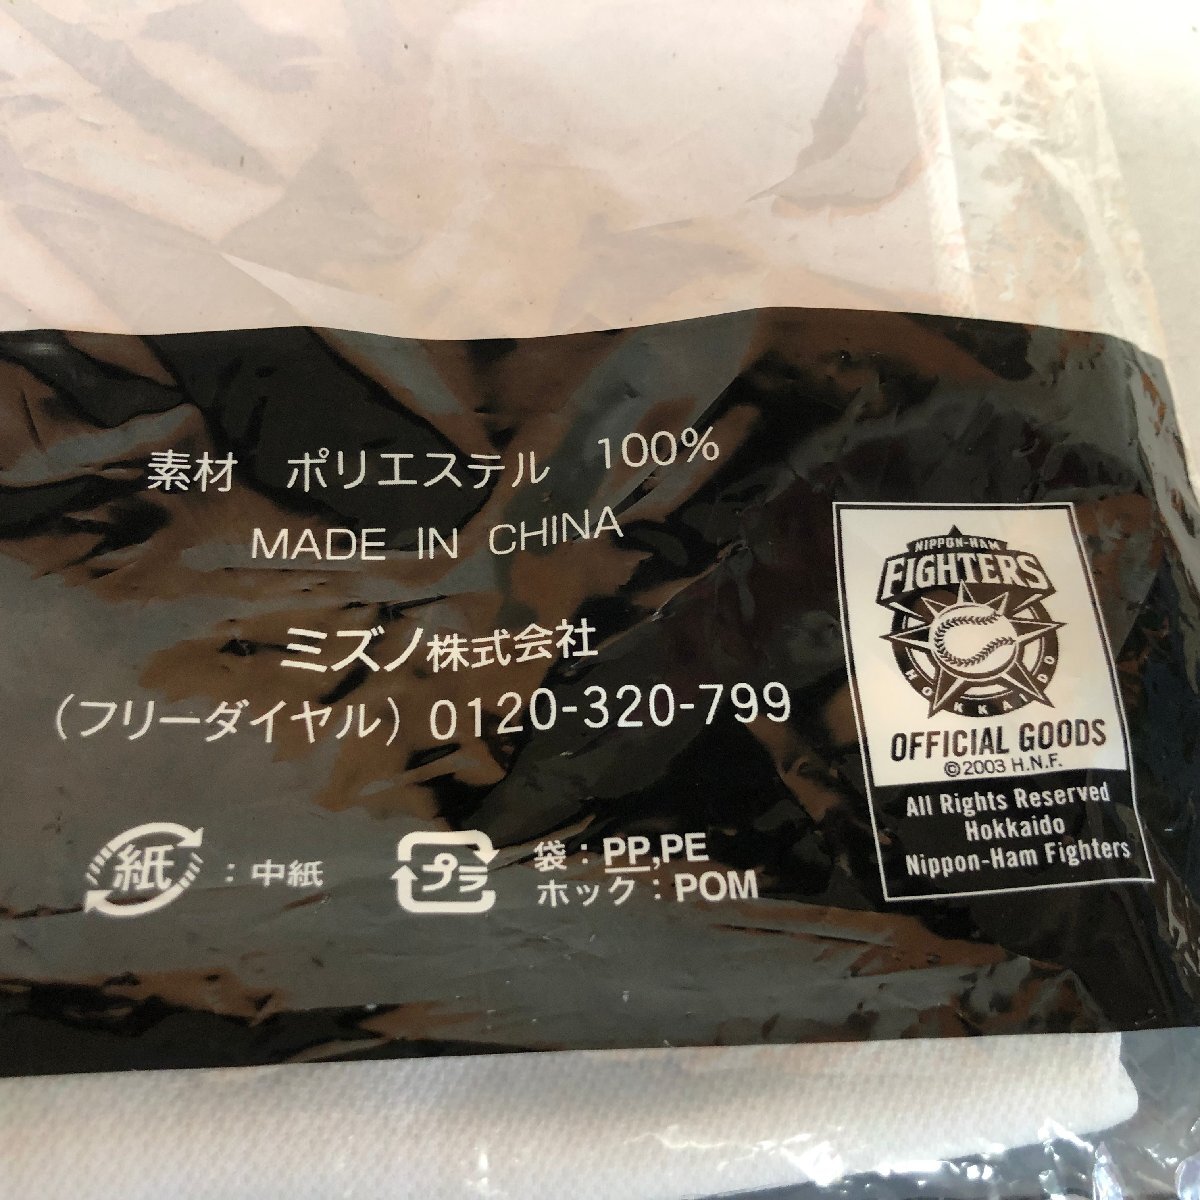 素材　ポリエステル　100%
MADE IN CHINA
ミズノ株式会社
（フリーダイヤル）0120-320-799
紙：中紙
プラ
袋：PP,PE
ホック：POM
NIPPON-HAM
FIGHTERS
HOKKAIDO
OFFICIAL GOODS
©2003 H.N.F.
All Rights Reserved
Hokkaido
Nippon-Ham Fighters